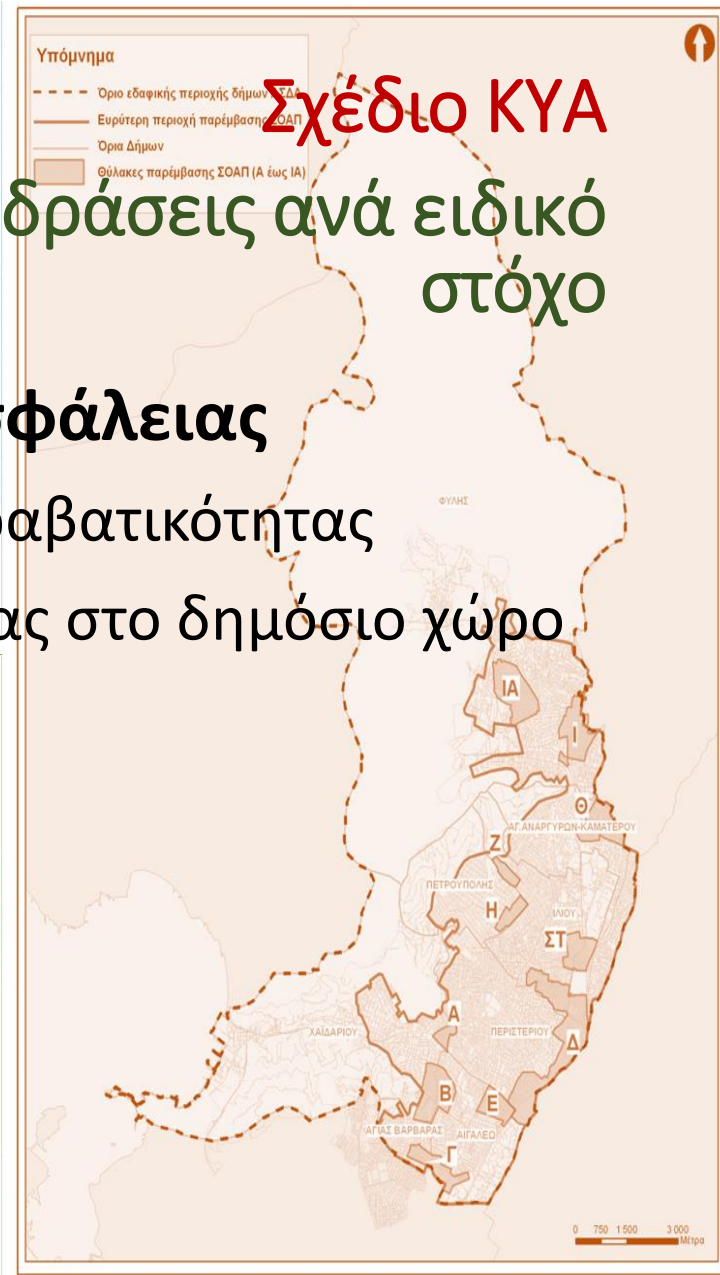 Υπόμνημα
Όριο εδαφικής περιοχής δήμων ΑΣΔΑ
Ευρύτερη περιοχή παρέμβασης ΣΟΑΠ
Όρια Δήμων
Θύλακες παρέμβασης ΣΟΑΠ (Α έως ΙΑ)
Σχέδιο ΚΥΑ
δράσεις ανά ειδικό
στόχο
σφάλειας
ραβατικότητας
ας στο δημόσιο χώρο
ΦΥΛΗΣ
ΙΑ
Ι
Θ
ΑΓ.ΑΝΑΡΓΥΡΩΝ-ΚΑΜΑΤΕΡΟΥ
Ζ
ΠΕΤΡΟΥΠΟΛΗΣ
Η
ΙΛΙΟΥ
ΣΤ
Α
ΧΑΪΔΑΡΙΟΥ
ΠΕΡΙΣΤΕΡΙΟΥ
Δ
Β
Ε
ΑΓΙΑΣ ΒΑΡΒΑΡΑΣ
ΑΙΓΑΛΕΩ
Γ
0 750 1 500 3 000
Μέτρα